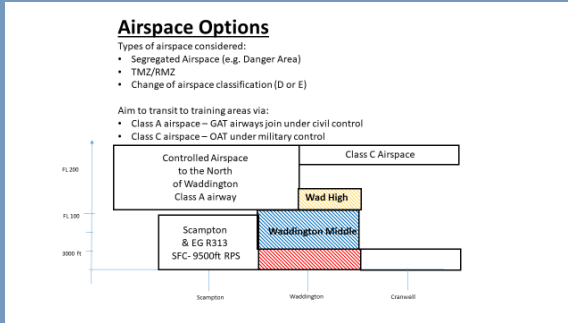 Airspace Options
Types of airspace considered:
• Segregated Airspace (e.g. Danger Area)
• TMZ/RMZ
• Change of airspace classification (D or E)
Aim to transit to training areas via:
• Class A airspace – GAT airways join under civil control
• Class C airspace – OAT under military control
Controlled Airspace
to the North
of Waddington
Class A airway
Class C Airspace
FL 200
Wad High
FL 100
Scampton
& EG R313
SFC- 9500ft RPS
Waddington Middle
3000 ft
Scampton
Waddington
Cranwell